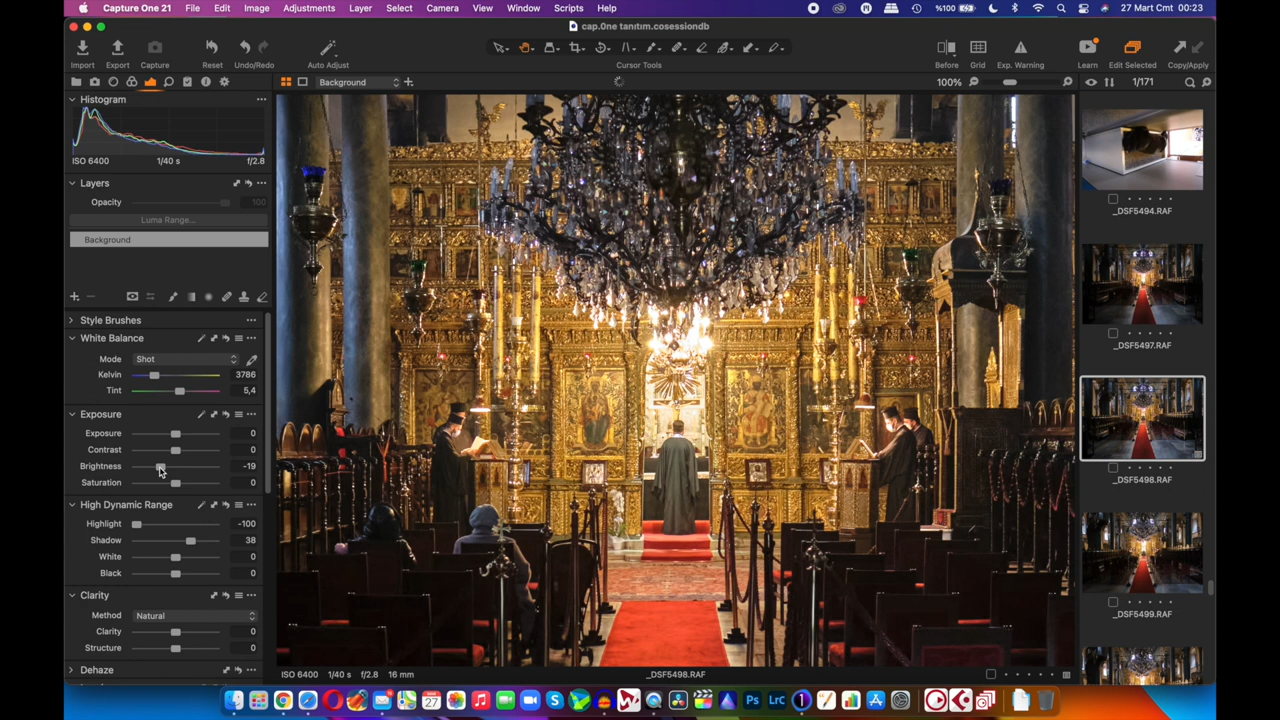 Capture One 21 File Edit Image Adjustments Layer Select Camera View Window Scripts Help %100 27 Mart Cmt 00:23
cap.One tanıtım.cosessiondb
Import Export Capture Reset Undo/Redo Auto Adjust Cursor Tools Before Grid Exp. Warning Learn Edit Selected Copy/Apply
Background 100% 1/171
Histogram
ISO 6400 1/40 s f/2.8
Layers
Opacity 100
Luma Range...
Background
Style Brushes
White Balance
Mode Shot
Kelvin 3786
Tint 5,4
Exposure
Exposure 0
Contrast 0
Brightness -19
Saturation 0
High Dynamic Range
Highlight -100
Shadow 38
White 0
Black 0
Clarity
Method Natural
Clarity 0
Structure 0
Dehaze
ISO 6400 1/40 s f/2.8 16 mm _DSF5498.RAF
_DSF5494.RAF
_DSF5497.RAF
_DSF5498.RAF
_DSF5499.RAF
27 Ps LrC